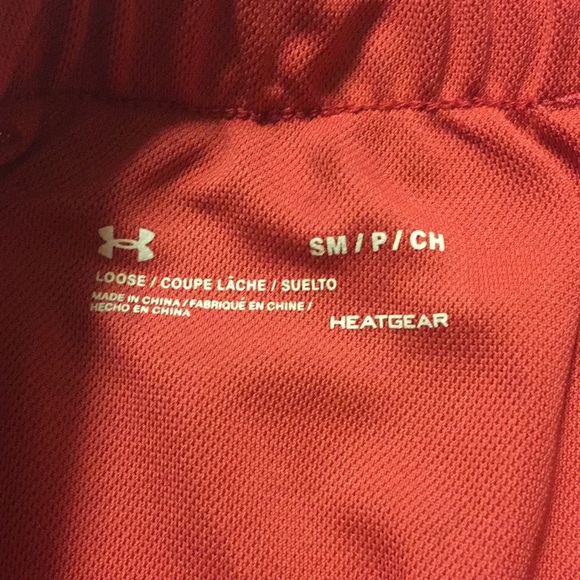 SM / P / CH
LOOSE / COUPE LÂCHE / SUELTO
MADE IN CHINA / FABRIQUÉ EN CHINE /
HECHO EN CHINA
HEATGEAR